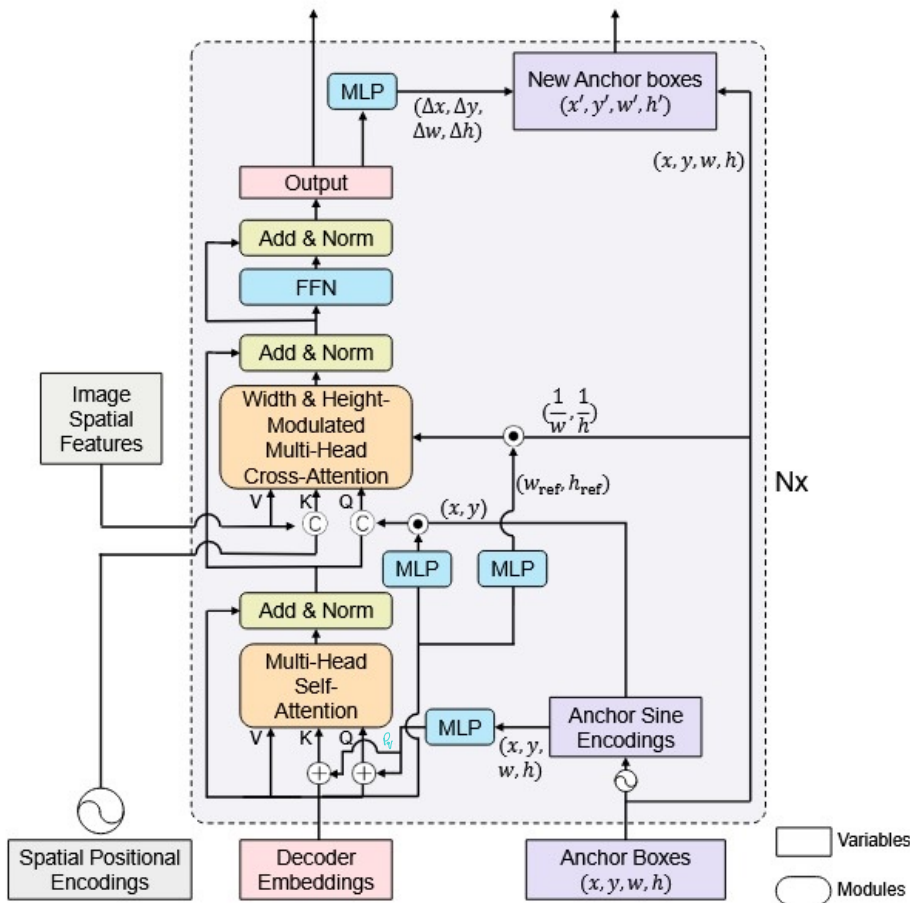 New Anchor boxes
(x′, y′, w′, h′)
MLP
(Δx, Δy,
Δw, Δh)
(x, y, w, h)
Output
Add & Norm
FFN
Add & Norm
Image
Spatial
Features
Width & Height-
Modulated
Multi-Head
Cross-Attention
(1/w, 1/h)
Nx
(w_ref, h_ref)
V K Q
(x, y)
C C
MLP MLP
Add & Norm
Multi-Head
Self-
Attention
V K Q
MLP
(x, y,
w, h)
Anchor Sine
Encodings
Spatial Positional
Encodings
Decoder
Embeddings
Anchor Boxes
(x, y, w, h)
Variables
Modules